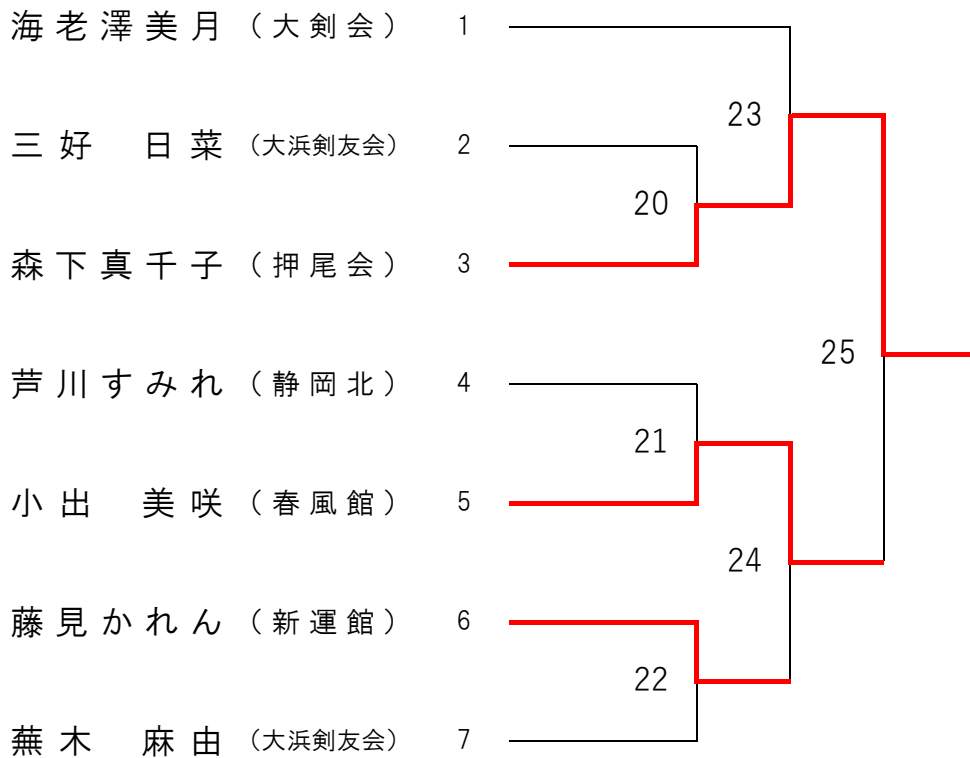 海老澤美月 （大剣会） 1
23
三好 日菜 （大浜剣友会） 2
20
森下真千子 （押尾会） 3
25
芦川すみれ （静岡北） 4
21
小出 美咲 （春風館） 5
24
藤見かれん （新運館） 6
22
蕪木 麻由 （大浜剣友会） 7